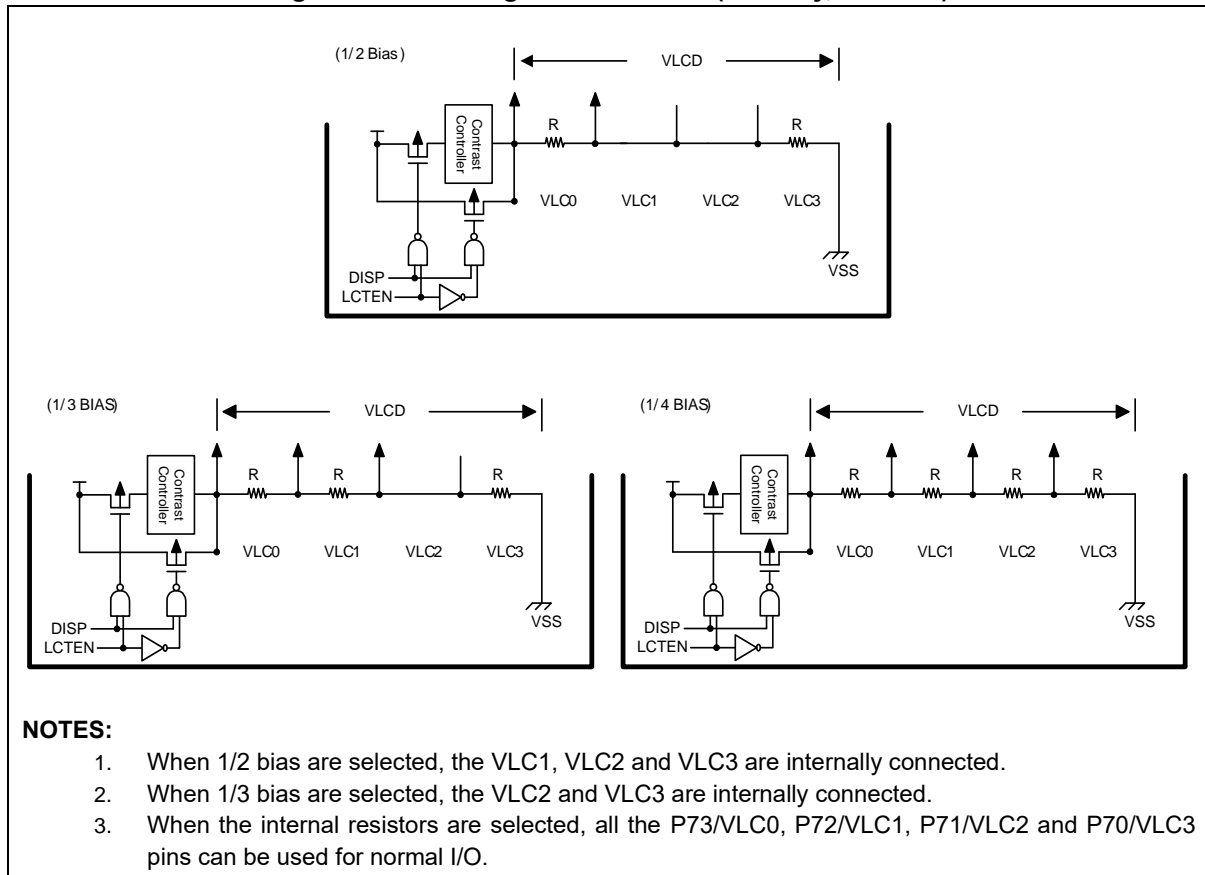 (1/2 Bias)
VLCD
R
R
Contrast
Controller
VLC0
VLC1
VLC2
VLC3
VSS
DISP
LCTEN
(1/3 BIAS)
VLCD
R
R
R
Contrast
Controller
VLC0
VLC1
VLC2
VLC3
VSS
DISP
LCTEN
(1/4 BIAS)
VLCD
R
R
R
R
Contrast
Controller
VLC0
VLC1
VLC2
VLC3
VSS
DISP
LCTEN
NOTES:
1. When 1/2 bias are selected, the VLC1, VLC2 and VLC3 are internally connected.
2. When 1/3 bias are selected, the VLC2 and VLC3 are internally connected.
3. When the internal resistors are selected, all the P73/VLC0, P72/VLC1, P71/VLC2 and P70/VLC3
pins can be used for normal I/O.